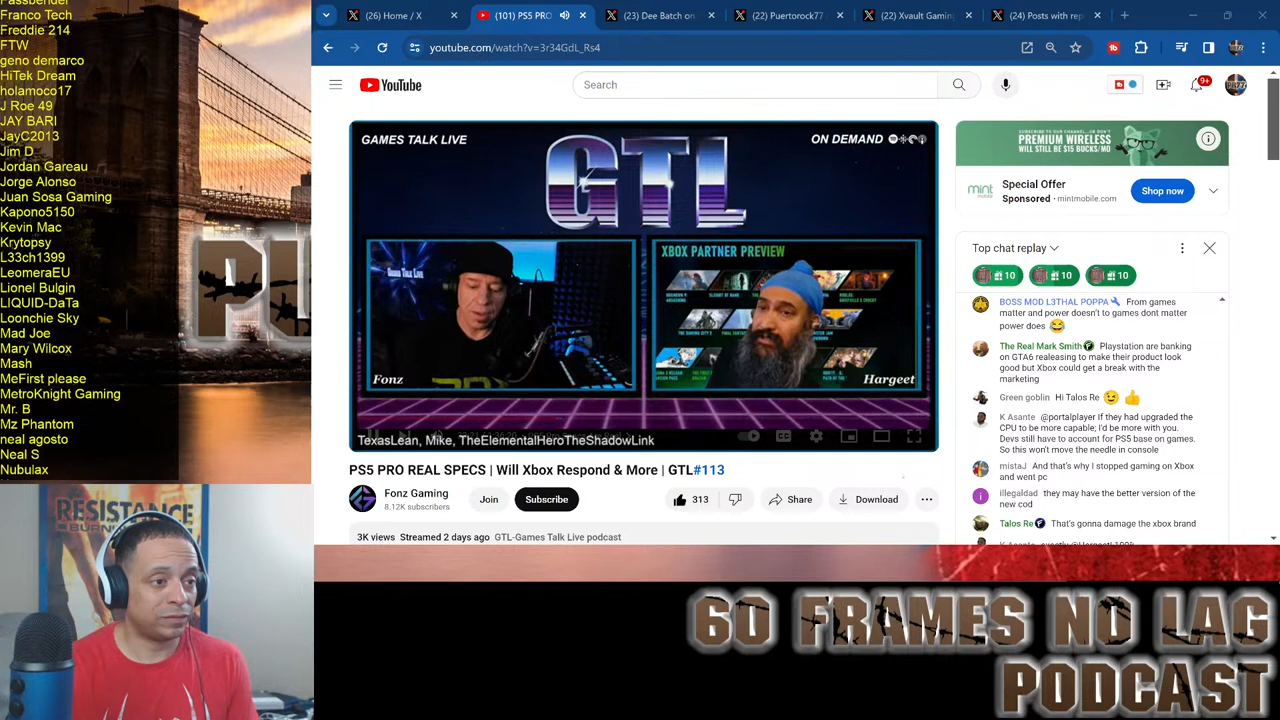 Passbender
Franco Tech
Freddie 214
FTW
geno demarco
HiTek Dream
holamoco17
J Roe 49
JAY BARI
JayC2013
Jim D
Jordan Gareau
Jorge Alonso
Juan Sosa Gaming
Kapono5150
Kevin Mac
Krytopsy
L33ch1399
LeomeraEU
Lionel Bulgin
LIQUID-DaTa
Loonchie Sky
Mad Joe
Mary Wilcox
Mash
MeFirst please
MetroKnight Gaming
Mr. B
Mz Phantom
neal agosto
Neal S
Nubulax
RESISTANCE
(26) Home / X
(101) PS5 PRO
(23) Dee Batch on
(22) Puertorock77
(22) Xvault Gaming
(24) Posts with rep
youtube.com/watch?v=3r34GdL_Rs4
YouTube
Search
9+
GAMES TALK LIVE
GTL
ON DEMAND
XBOX PARTNER PREVIEW
Fonz
Hargeet
TexasLean, Mike, TheElementalHeroTheShadowLink
PS5 PRO REAL SPECS | Will Xbox Respond & More | GTL#113
Fonz Gaming
8.12K subscribers
Join
Subscribe
313
Share
Download
3K views Streamed 2 days ago GTL-Games Talk Live podcast
SUBSCRIBE TO OUR CHANNEL...OR DON'T
PREMIUM WIRELESS
WILL STILL BE $15 BUCKS/MO
mint
Special Offer
Sponsored · mintmobile.com
Shop now
Top chat replay
10
10
10
BOSS MOD L3THAL POPPA From games
matter and power doesn't to games dont matter
power does
The Real Mark Smith Playstation are banking
on GTA6 realeasing to make their product look
good but Xbox could get a break with the
marketing
Green goblin Hi Talos Re
K Asante @portalplayer If they had upgraded the
CPU to be more capable; I'd be more with you.
Devs still have to account for PS5 base on games.
So this won't move the needle in console
mistaJ And that's why I stopped gaming on Xbox
and went pc
illegaldad they may have the better version of the
new cod
Talos Re That's gonna damage the xbox brand
60 FRAMES NO LAG
PODCAST